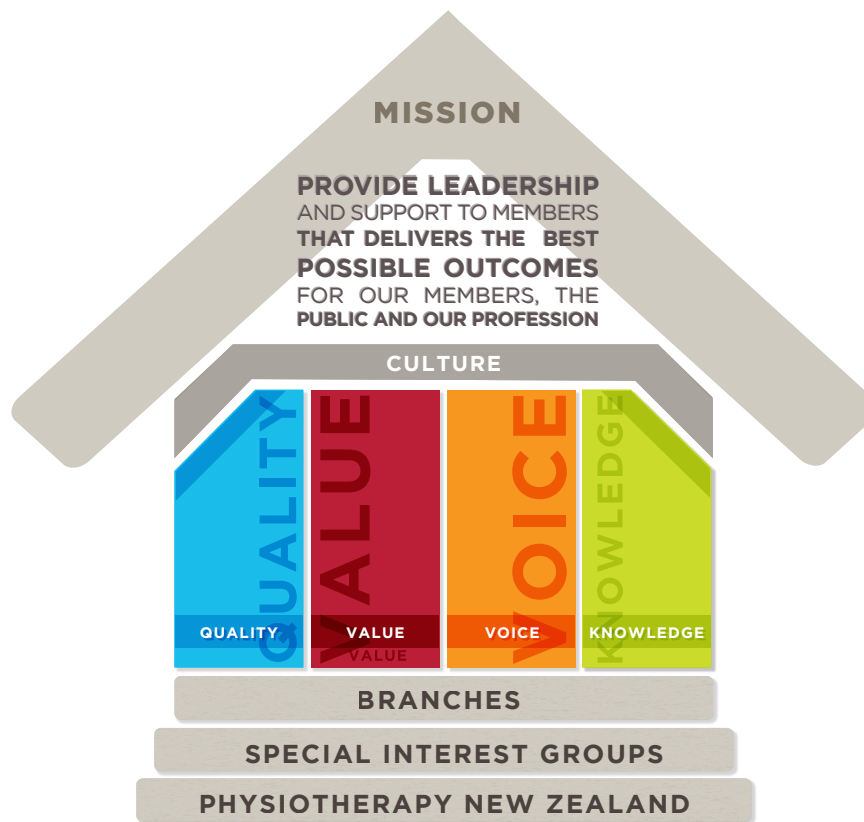 MISSION
PROVIDE LEADERSHIP
AND SUPPORT TO MEMBERS
THAT DELIVERS THE BEST
POSSIBLE OUTCOMES
FOR OUR MEMBERS, THE
PUBLIC AND OUR PROFESSION
CULTURE
QUALITY
VALUE
VOICE
KNOWLEDGE
QUALITY VALUE VOICE KNOWLEDGE
VALUE
BRANCHES
SPECIAL INTEREST GROUPS
PHYSIOTHERAPY NEW ZEALAND